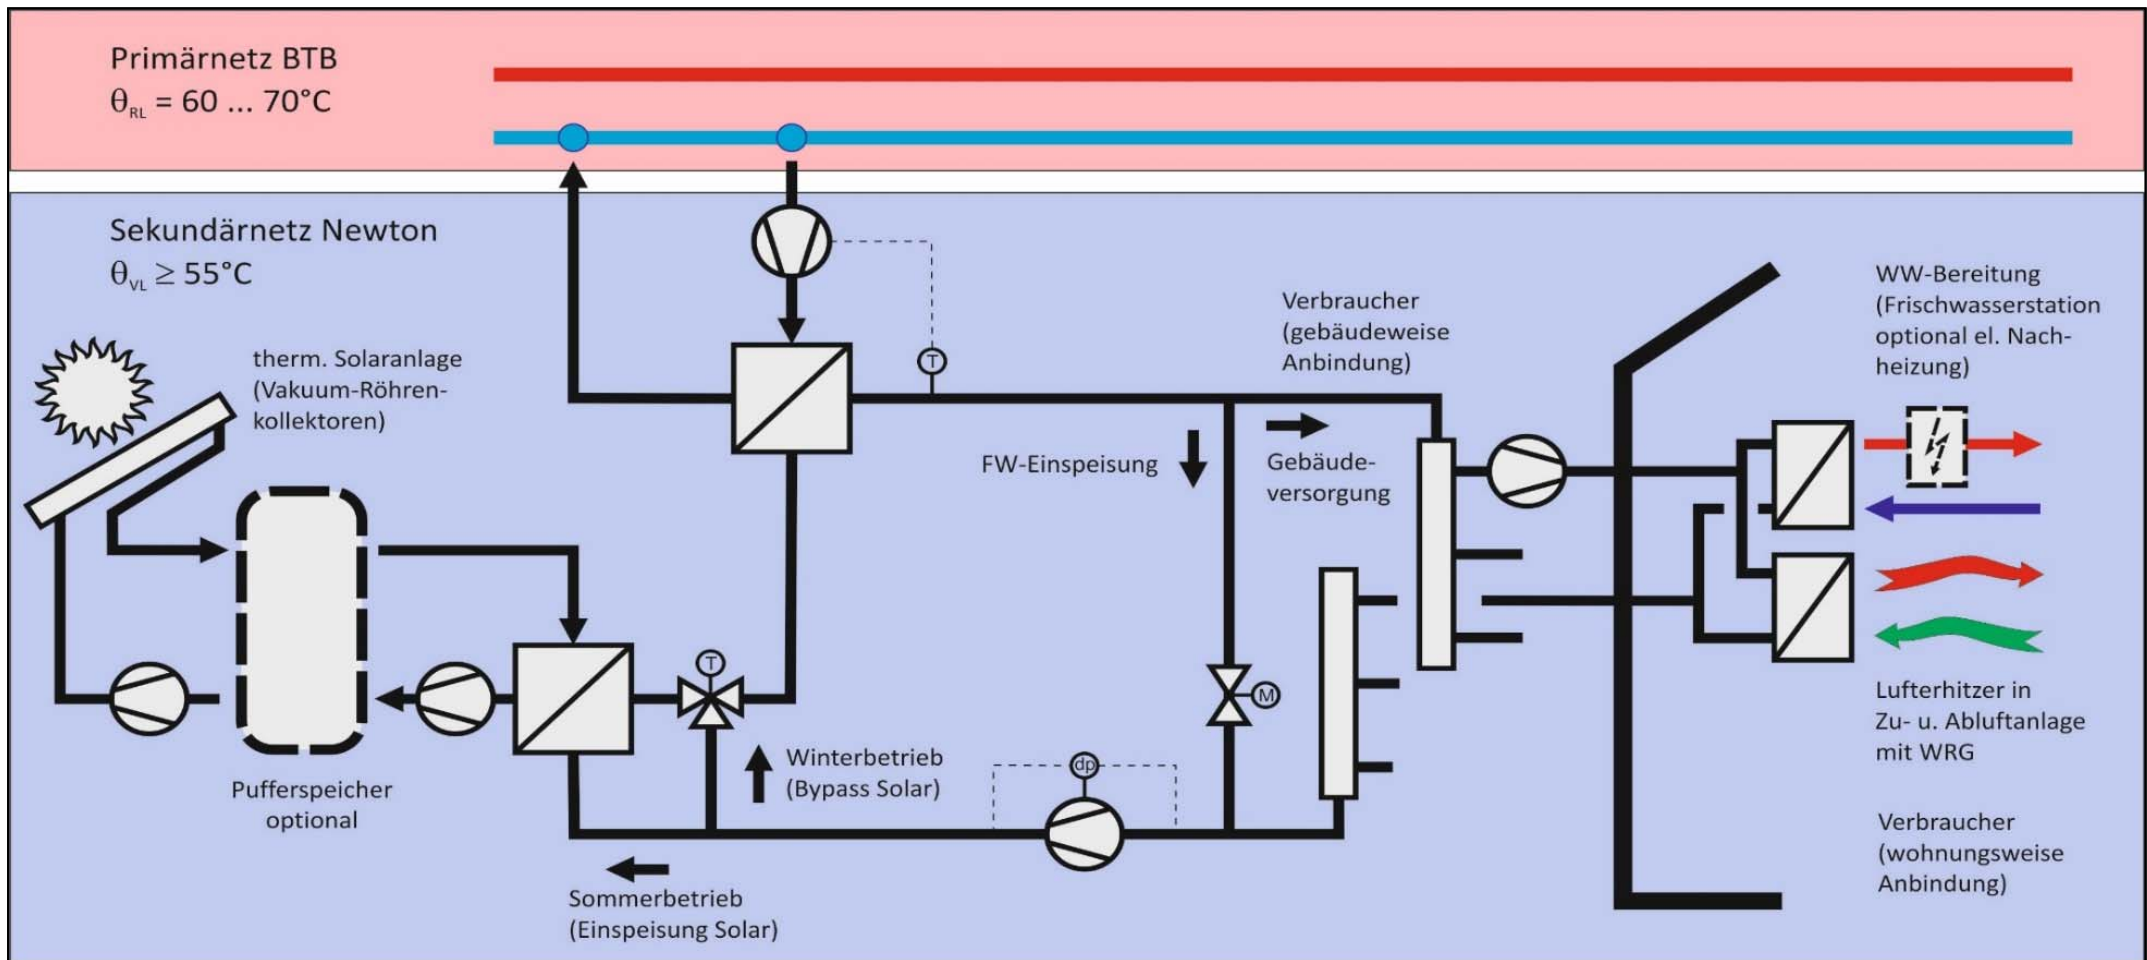 Primärnetz BTB
θRL = 60 ... 70°C
Sekundärnetz Newton
θVL ≥ 55°C
therm. Solaranlage
(Vakuum-Röhren-
kollektoren)
Pufferspeicher
optional
T
Winterbetrieb
(Bypass Solar)
Sommerbetrieb
(Einspeisung Solar)
T
dp
FW-Einspeisung
M
Verbraucher
(gebäudeweise
Anbindung)
Gebäude-
versorgung
WW-Bereitung
(Frischwasserstation
optional el. Nach-
heizung)
Lufterhitzer in
Zu- u. Abluftanlage
mit WRG
Verbraucher
(wohnungsweise
Anbindung)